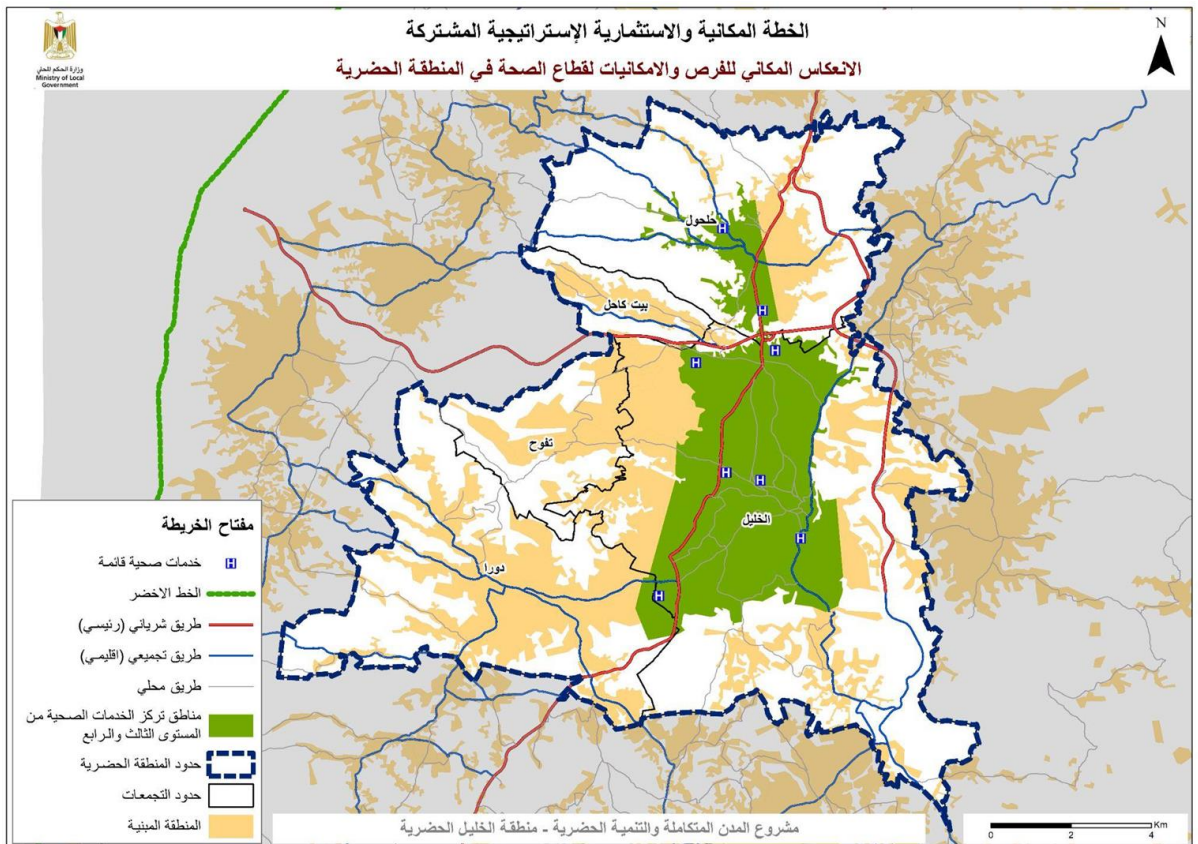 الخطة المكانية والاستثمارية الإستراتيجية المشتركة
الانعكاس المكاني للفرص والامكانيات لقطاع الصحة في المنطقة الحضرية
وزارة الحكم المحلي
Ministry of Local
Government
N
حلحول
بيت كاحل
تفوح
الخليل
دورا
مفتاح الخريطة
H خدمات صحية قائمة
الخط الاخضر
طريق شرياني (رئيسي)
طريق تجميعي (اقليمي)
طريق محلي
مناطق تركز الخدمات الصحية من
المستوى الثالث والرابع
حدود المنطقة الحضرية
حدود التجمعات
المنطقة المبنية
مشروع المدن المتكاملة والتنمية الحضرية - منطقة الخليل الحضرية
Km
0 2 4